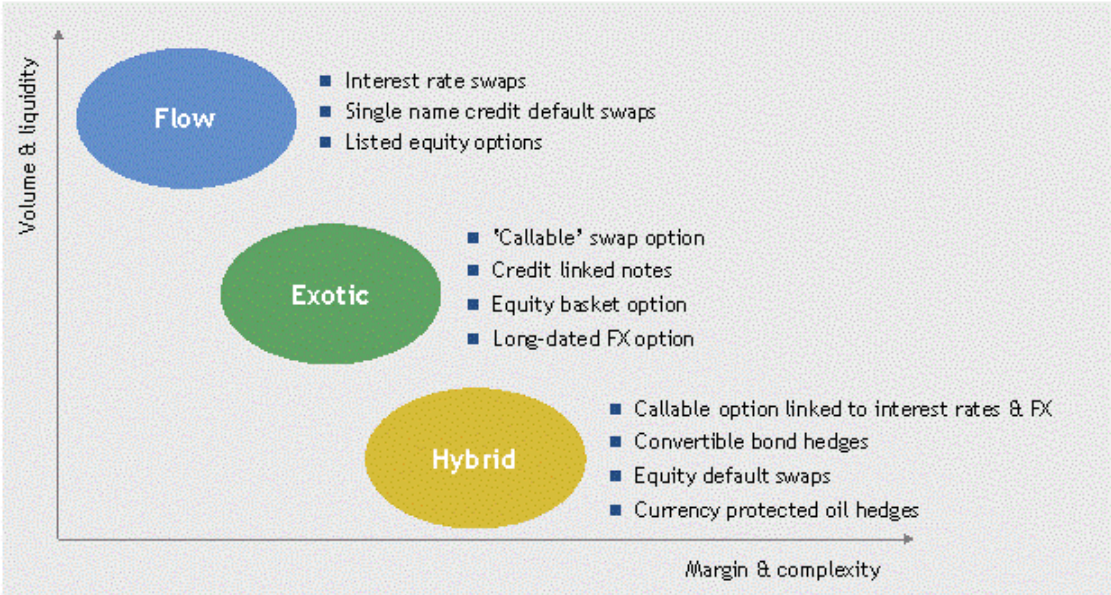 Volume & liquidity
Flow
Interest rate swaps
Single name credit default swaps
Listed equity options
Exotic
'Callable' swap option
Credit linked notes
Equity basket option
Long-dated FX option
Hybrid
Callable option linked to interest rates & FX
Convertible bond hedges
Equity default swaps
Currency protected oil hedges
Margin & complexity